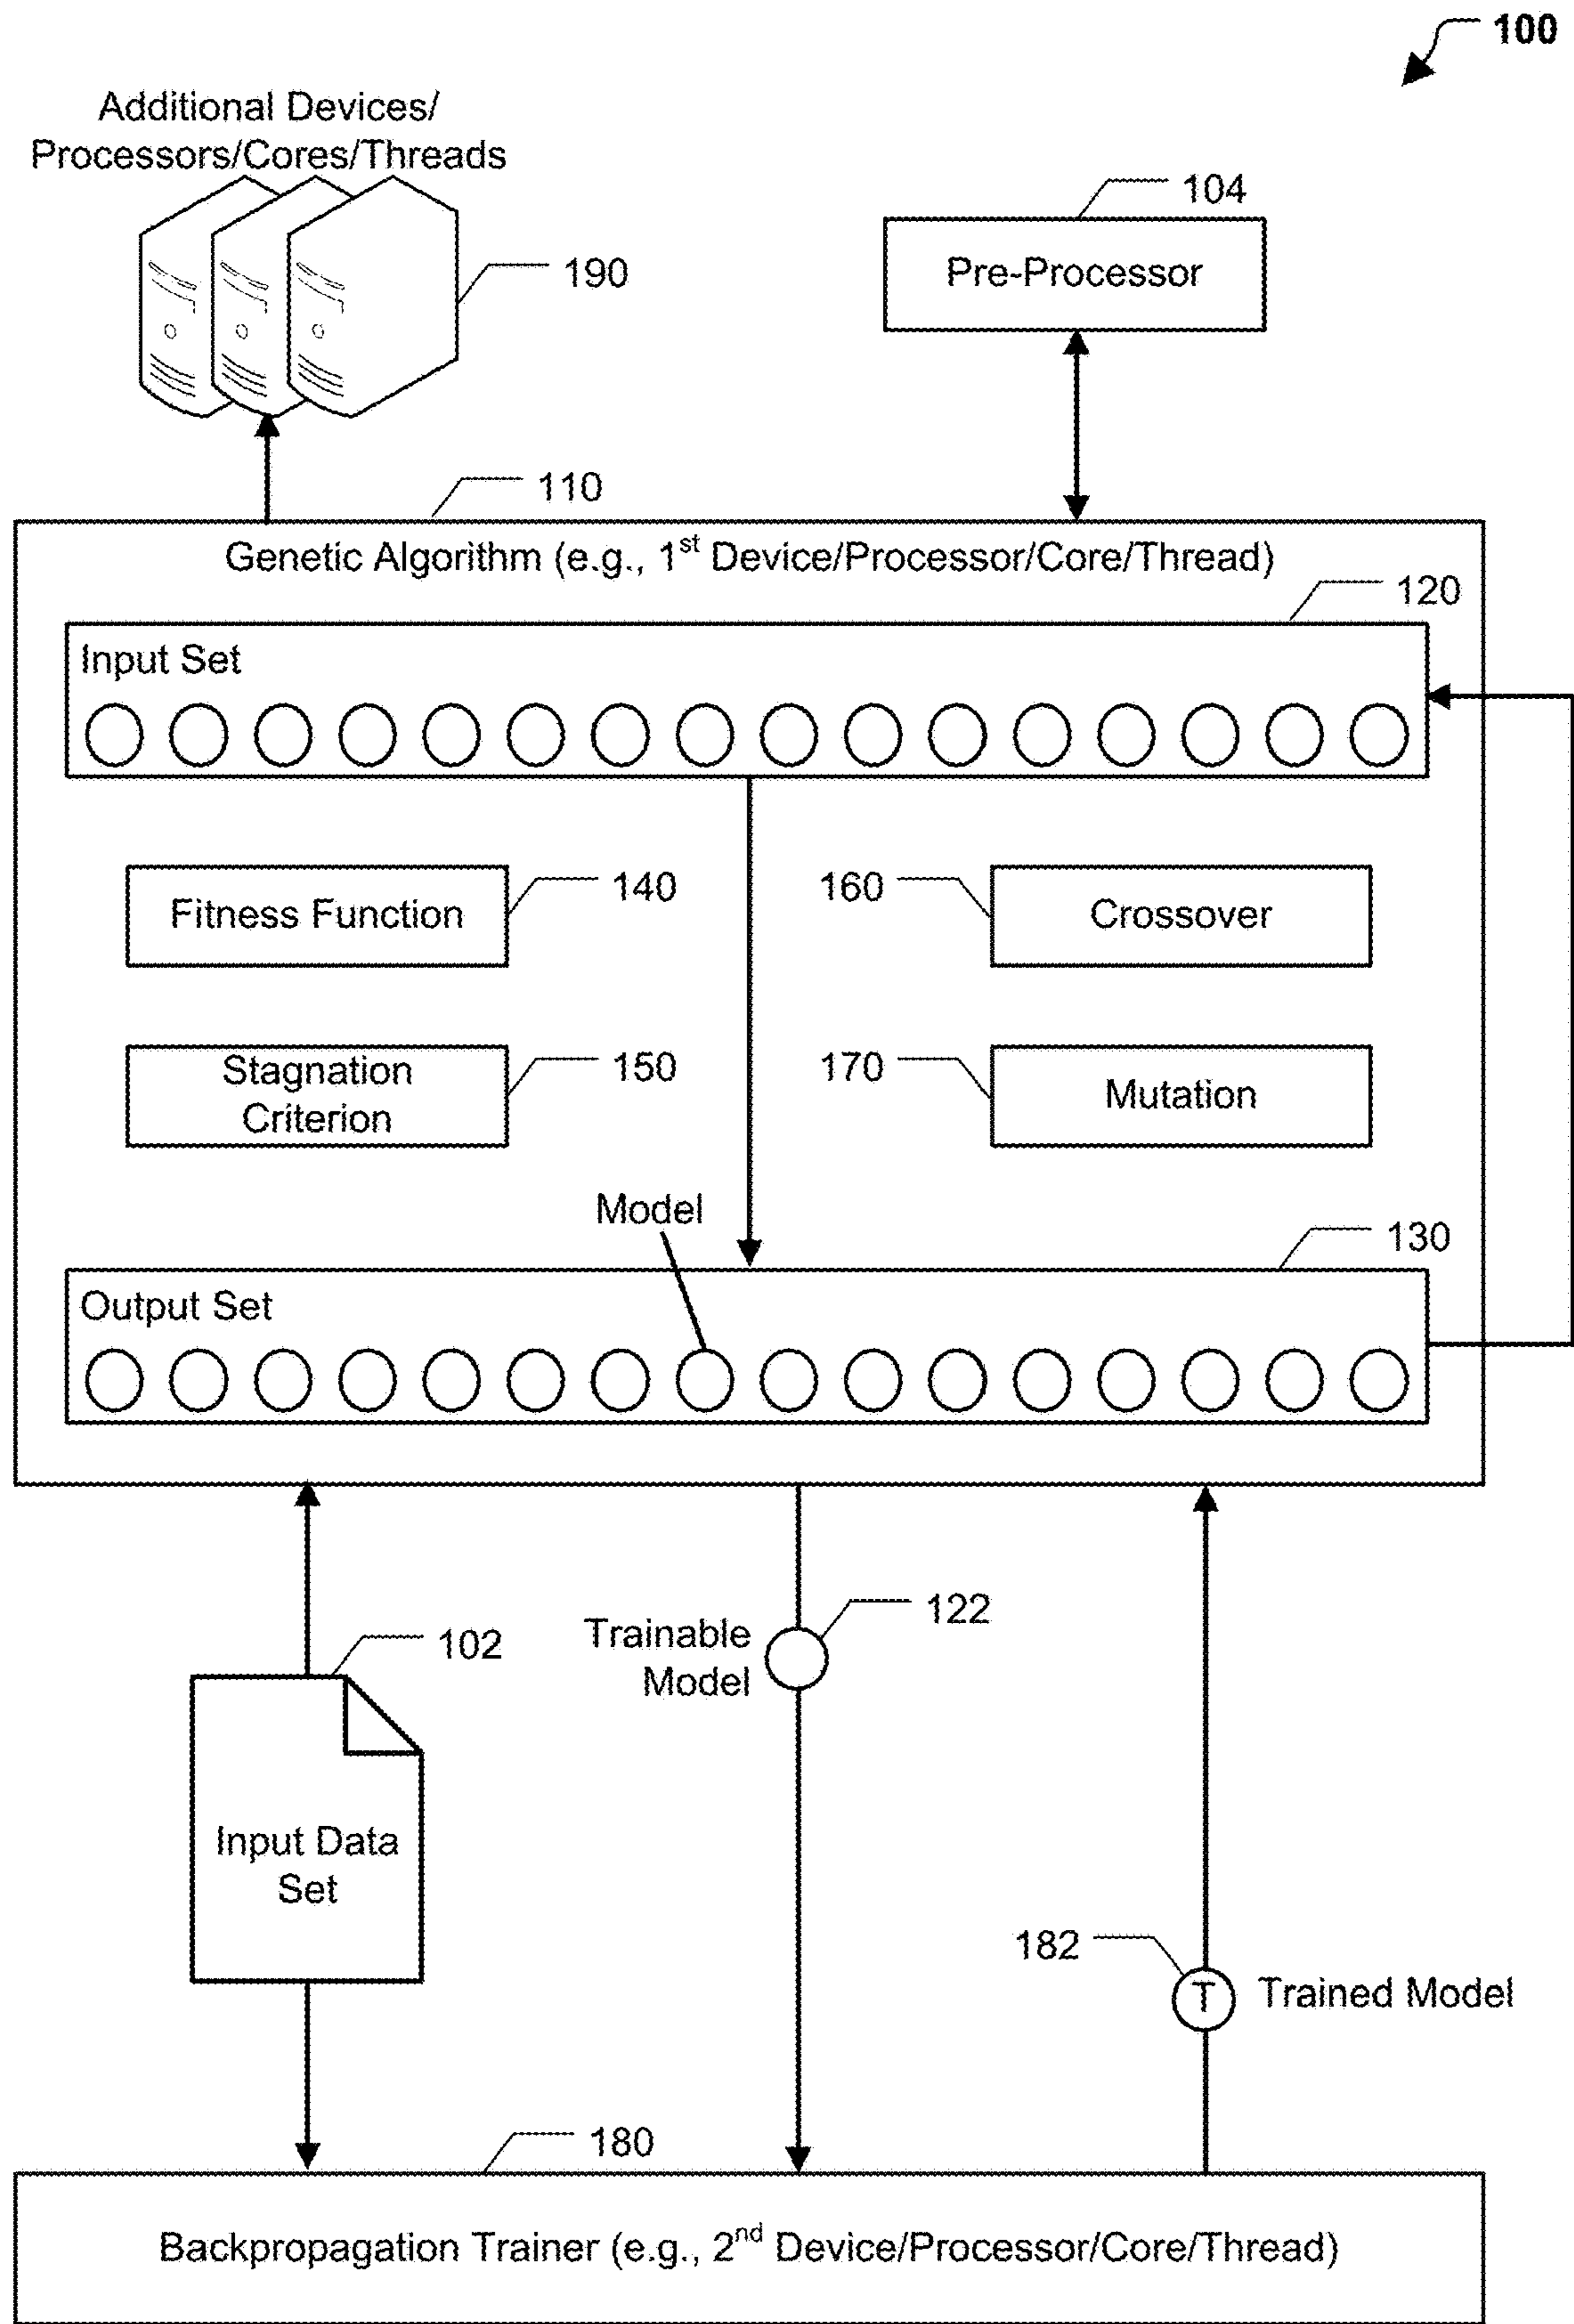 100
Additional Devices/
Processors/Cores/Threads
104
Pre-Processor
190
110
Genetic Algorithm (e.g., 1st Device/Processor/Core/Thread)
120
Input Set
140
160
Fitness Function
Crossover
150
170
Stagnation
Criterion
Mutation
Model
130
Output Set
122
Trainable
Model
102
Input Data
Set
182
T
Trained Model
180
Backpropagation Trainer (e.g., 2nd Device/Processor/Core/Thread)